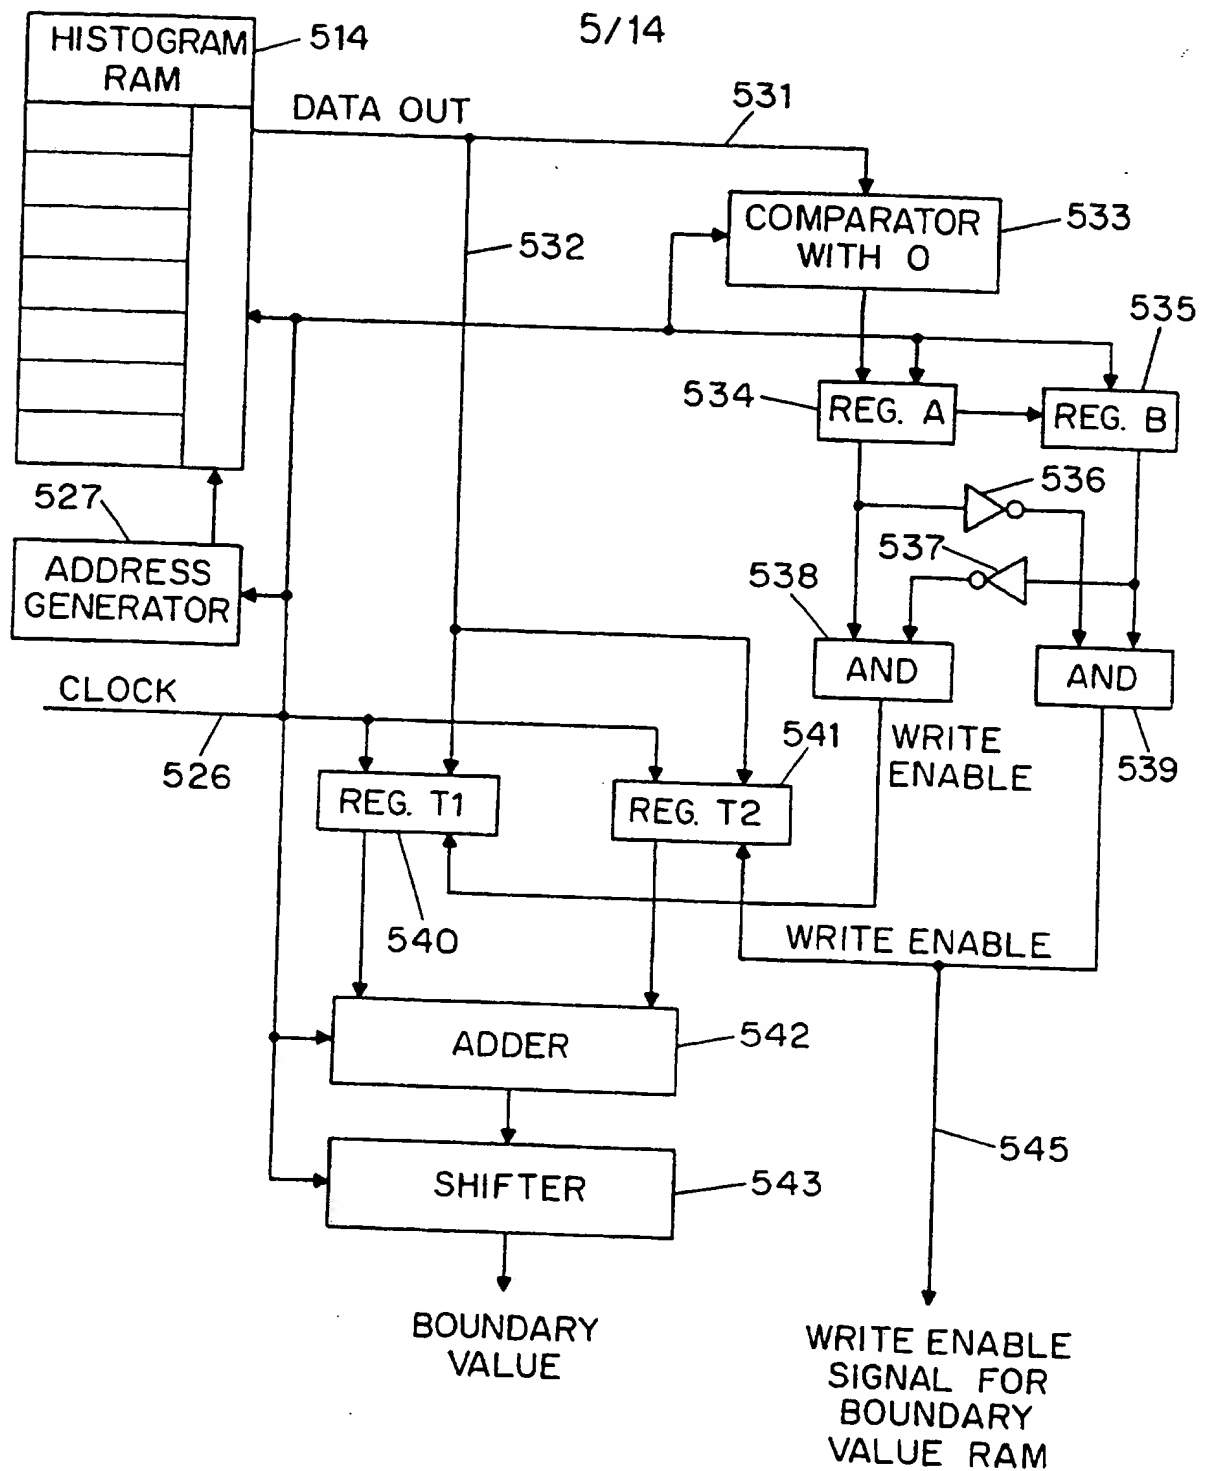 5/14
HISTOGRAM
RAM
514
DATA OUT
531
532
COMPARATOR
WITH 0
533
535
534
REG. A
REG. B
527
536
537
ADDRESS
GENERATOR
538
AND
AND
CLOCK
526
541
WRITE
ENABLE
539
REG. T1
REG. T2
540
WRITE ENABLE
ADDER
542
545
SHIFTER
543
BOUNDARY
VALUE
WRITE ENABLE
SIGNAL FOR
BOUNDARY
VALUE RAM